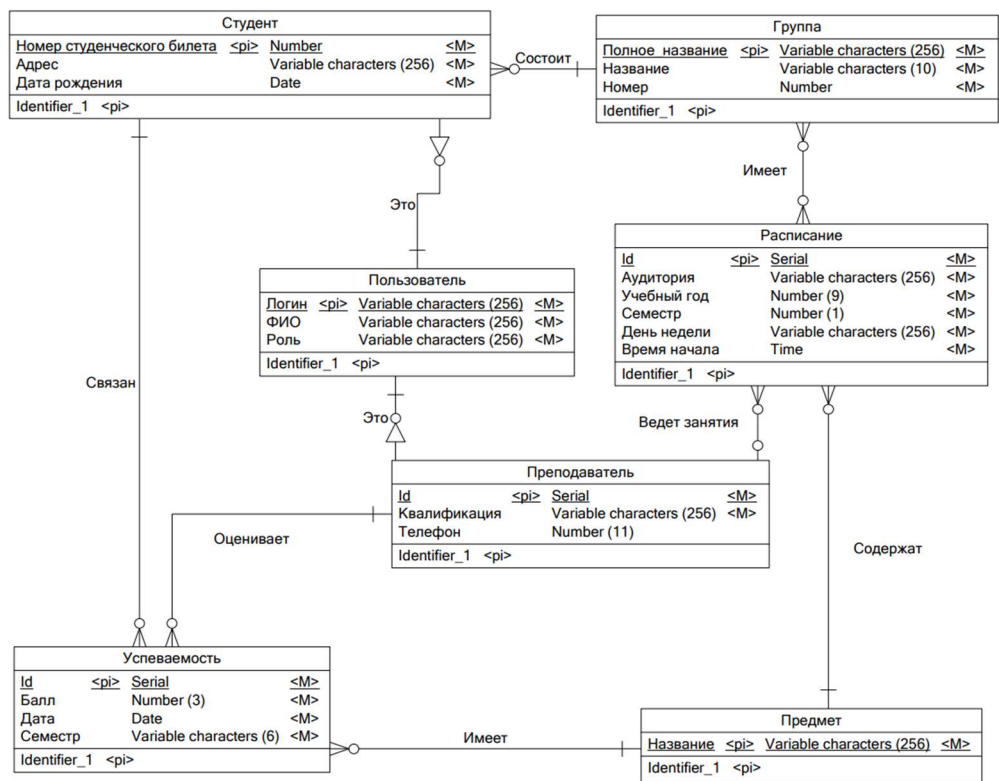 Студент
Номер студенческого билета <pi> Number <M>
Адрес Variable characters (256) <M>
Дата рождения Date <M>
Identifier_1 <pi>
Состоит
Группа
Полное_название <pi> Variable characters (256) <M>
Название Variable characters (10) <M>
Номер Number <M>
Identifier_1 <pi>
Имеет
Это
Расписание
Id <pi> Serial <M>
Аудитория Variable characters (256) <M>
Учебный год Number (9) <M>
Семестр Number (1) <M>
День недели Variable characters (256) <M>
Время начала Time <M>
Identifier_1 <pi>
Пользователь
Логин <pi> Variable characters (256) <M>
ФИО Variable characters (256) <M>
Роль Variable characters (256) <M>
Identifier_1 <pi>
Связан
Это
Ведет занятия
Преподаватель
Id <pi> Serial <M>
Квалификация Variable characters (256) <M>
Телефон Number (11)
Identifier_1 <pi>
Оценивает
Содержат
Успеваемость
Id <pi> Serial <M>
Балл Number (3) <M>
Дата Date <M>
Семестр Variable characters (6) <M>
Identifier_1 <pi>
Имеет
Предмет
Название <pi> Variable characters (256) <M>
Identifier_1 <pi>